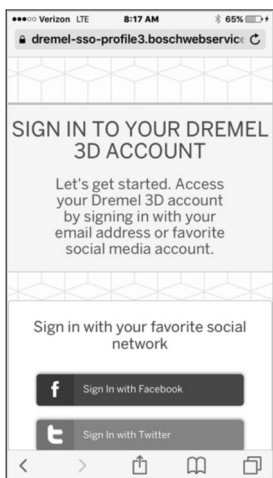 Verizon LTE 8:17 AM 65%
dremel-sso-profile3.boschwebservice
SIGN IN TO YOUR DREMEL
3D ACCOUNT
Let's get started. Access
your Dremel 3D account
by signing in with your
email address or favorite
social media account.
Sign in with your favorite social
network
f Sign In with Facebook
t Sign In with Twitter